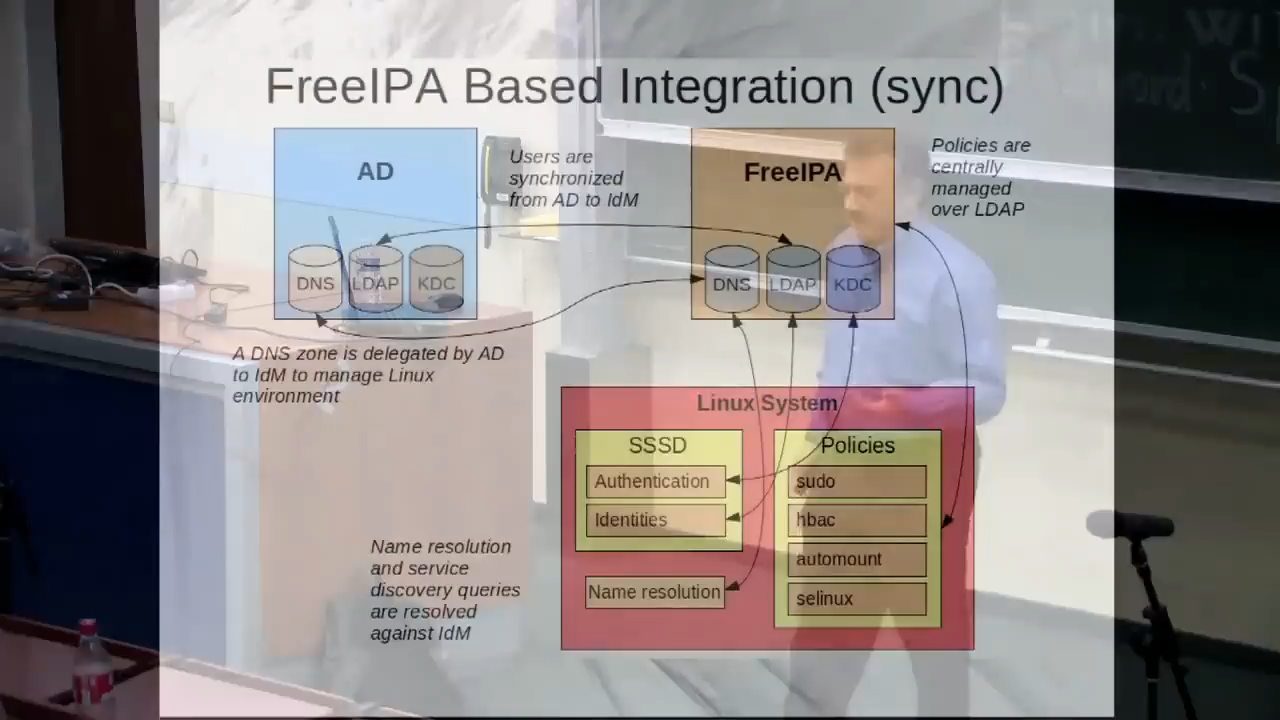 FreeIPA Based Integration (sync)
AD
Users are
synchronized
from AD to IdM
FreeIPA
Policies are
centrally
managed
over LDAP
DNS
LDAP
KDC
DNS
LDAP
KDC
A DNS zone is delegated by AD
to IdM to manage Linux
environment
Linux System
SSSD
Authentication
Identities
Name resolution
Policies
sudo
hbac
automount
selinux
Name resolution
and service
discovery queries
are resolved
against IdM